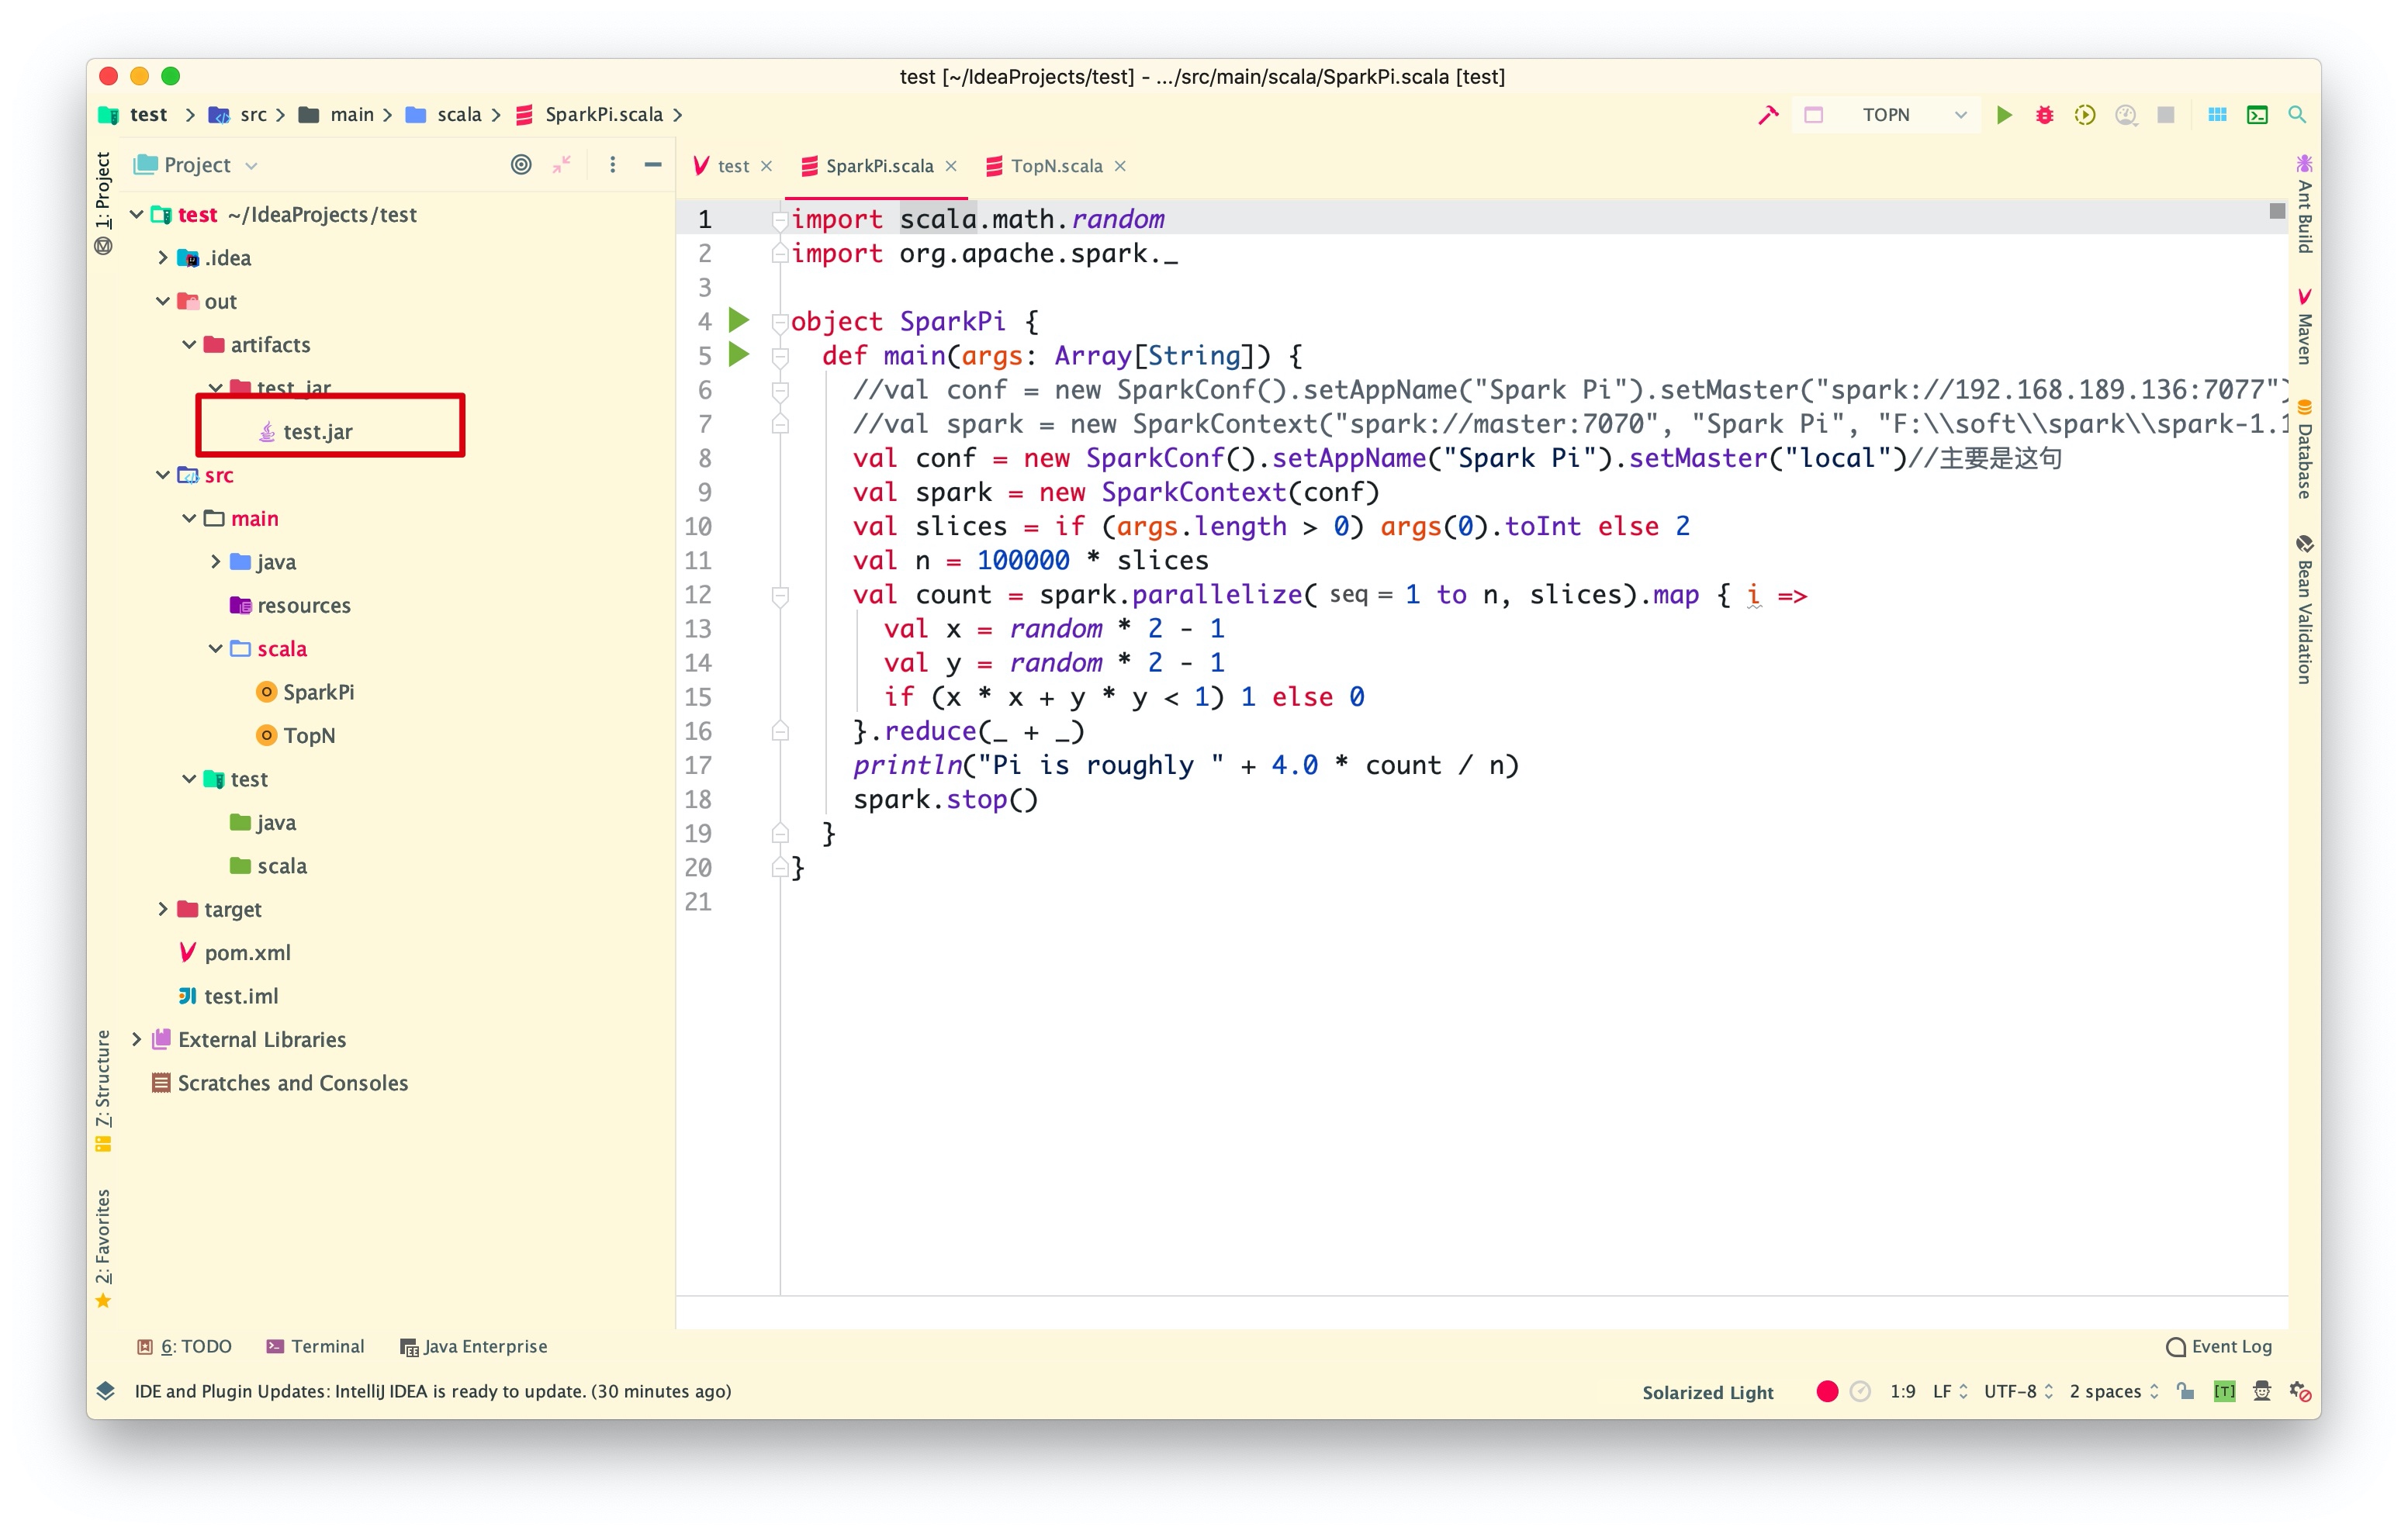 test [~/IdeaProjects/test] - .../src/main/scala/SparkPi.scala [test]
test src main scala SparkPi.scala
TOPN
1: Project
Project
test ~/IdeaProjects/test
.idea
out
artifacts
test_jar
test.jar
src
main
java
resources
scala
SparkPi
TopN
test
java
scala
target
pom.xml
test.iml
External Libraries
Scratches and Consoles
7: Structure
2: Favorites
test SparkPi.scala TopN.scala
1 import scala.math.random
2 import org.apache.spark._
3
4 object SparkPi {
5 def main(args: Array[String]) {
6 //val conf = new SparkConf().setAppName("Spark Pi").setMaster("spark://192.168.189.136:7077")
7 //val spark = new SparkContext("spark://master:7070", "Spark Pi", "F:\\soft\\spark\\spark-1.1
8 val conf = new SparkConf().setAppName("Spark Pi").setMaster("local")//主要是这句
9 val spark = new SparkContext(conf)
10 val slices = if (args.length > 0) args(0).toInt else 2
11 val n = 100000 * slices
12 val count = spark.parallelize( seq = 1 to n, slices).map { i =>
13 val x = random * 2 - 1
14 val y = random * 2 - 1
15 if (x * x + y * y < 1) 1 else 0
16 }.reduce(_ + _)
17 println("Pi is roughly " + 4.0 * count / n)
18 spark.stop()
19 }
20 }
21
Ant Build
Maven
Database
Bean Validation
6: TODO Terminal Java Enterprise Event Log
IDE and Plugin Updates: IntelliJ IDEA is ready to update. (30 minutes ago) Solarized Light 1:9 LF UTF-8 2 spaces [T]